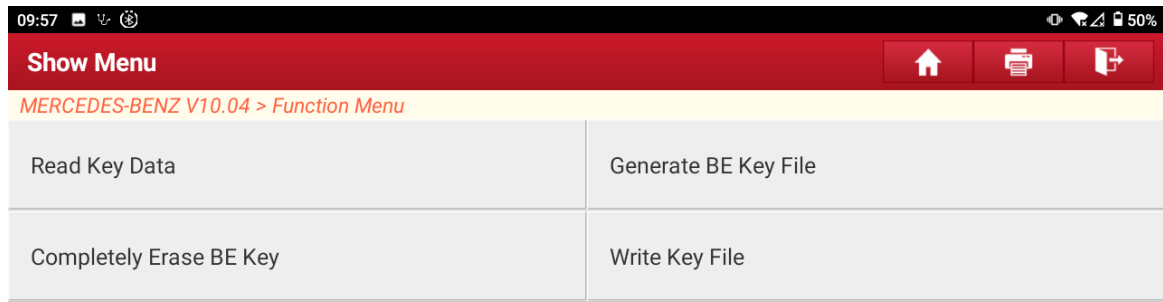 09:57 50%
Show Menu
MERCEDES-BENZ V10.04 > Function Menu
Read Key Data Generate BE Key File
Completely Erase BE Key Write Key File